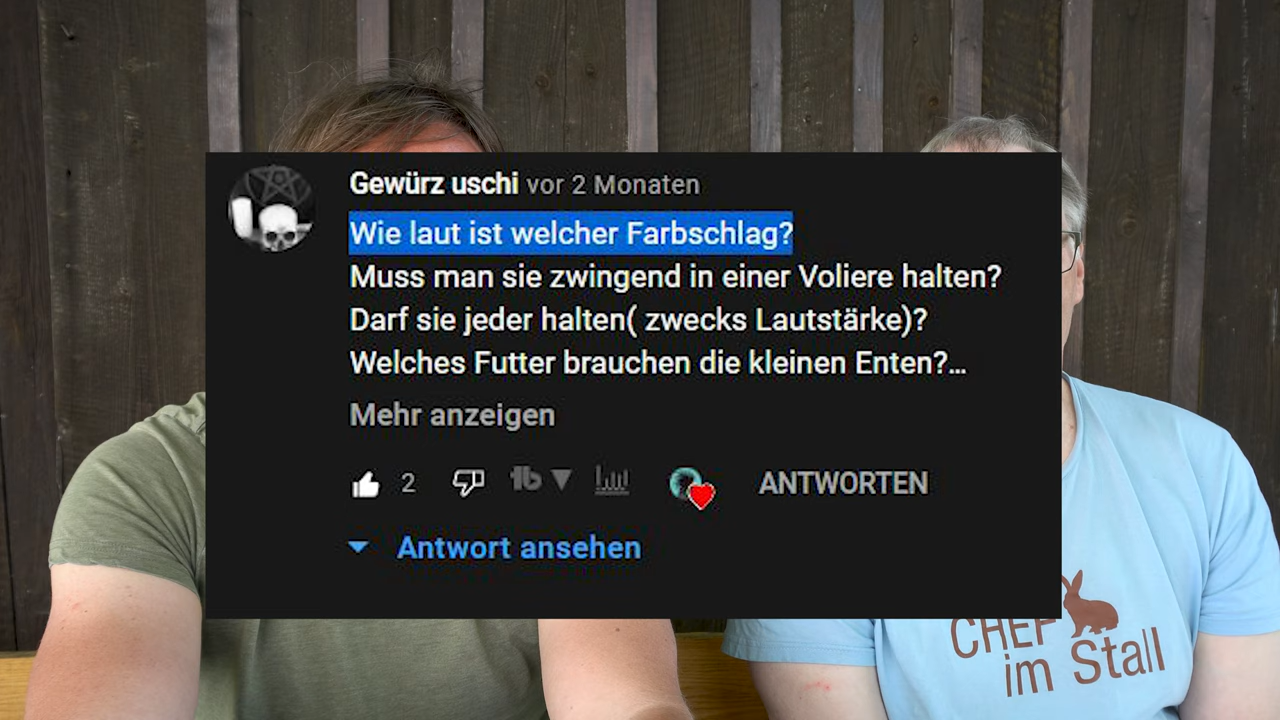 Gewürz uschi vor 2 Monaten
Wie laut ist welcher Farbschlag?
Muss man sie zwingend in einer Voliere halten?
Darf sie jeder halten( zwecks Lautstärke)?
Welches Futter brauchen die kleinen Enten?...
Mehr anzeigen
2
ANTWORTEN
Antwort ansehen
CHEF
im Stall